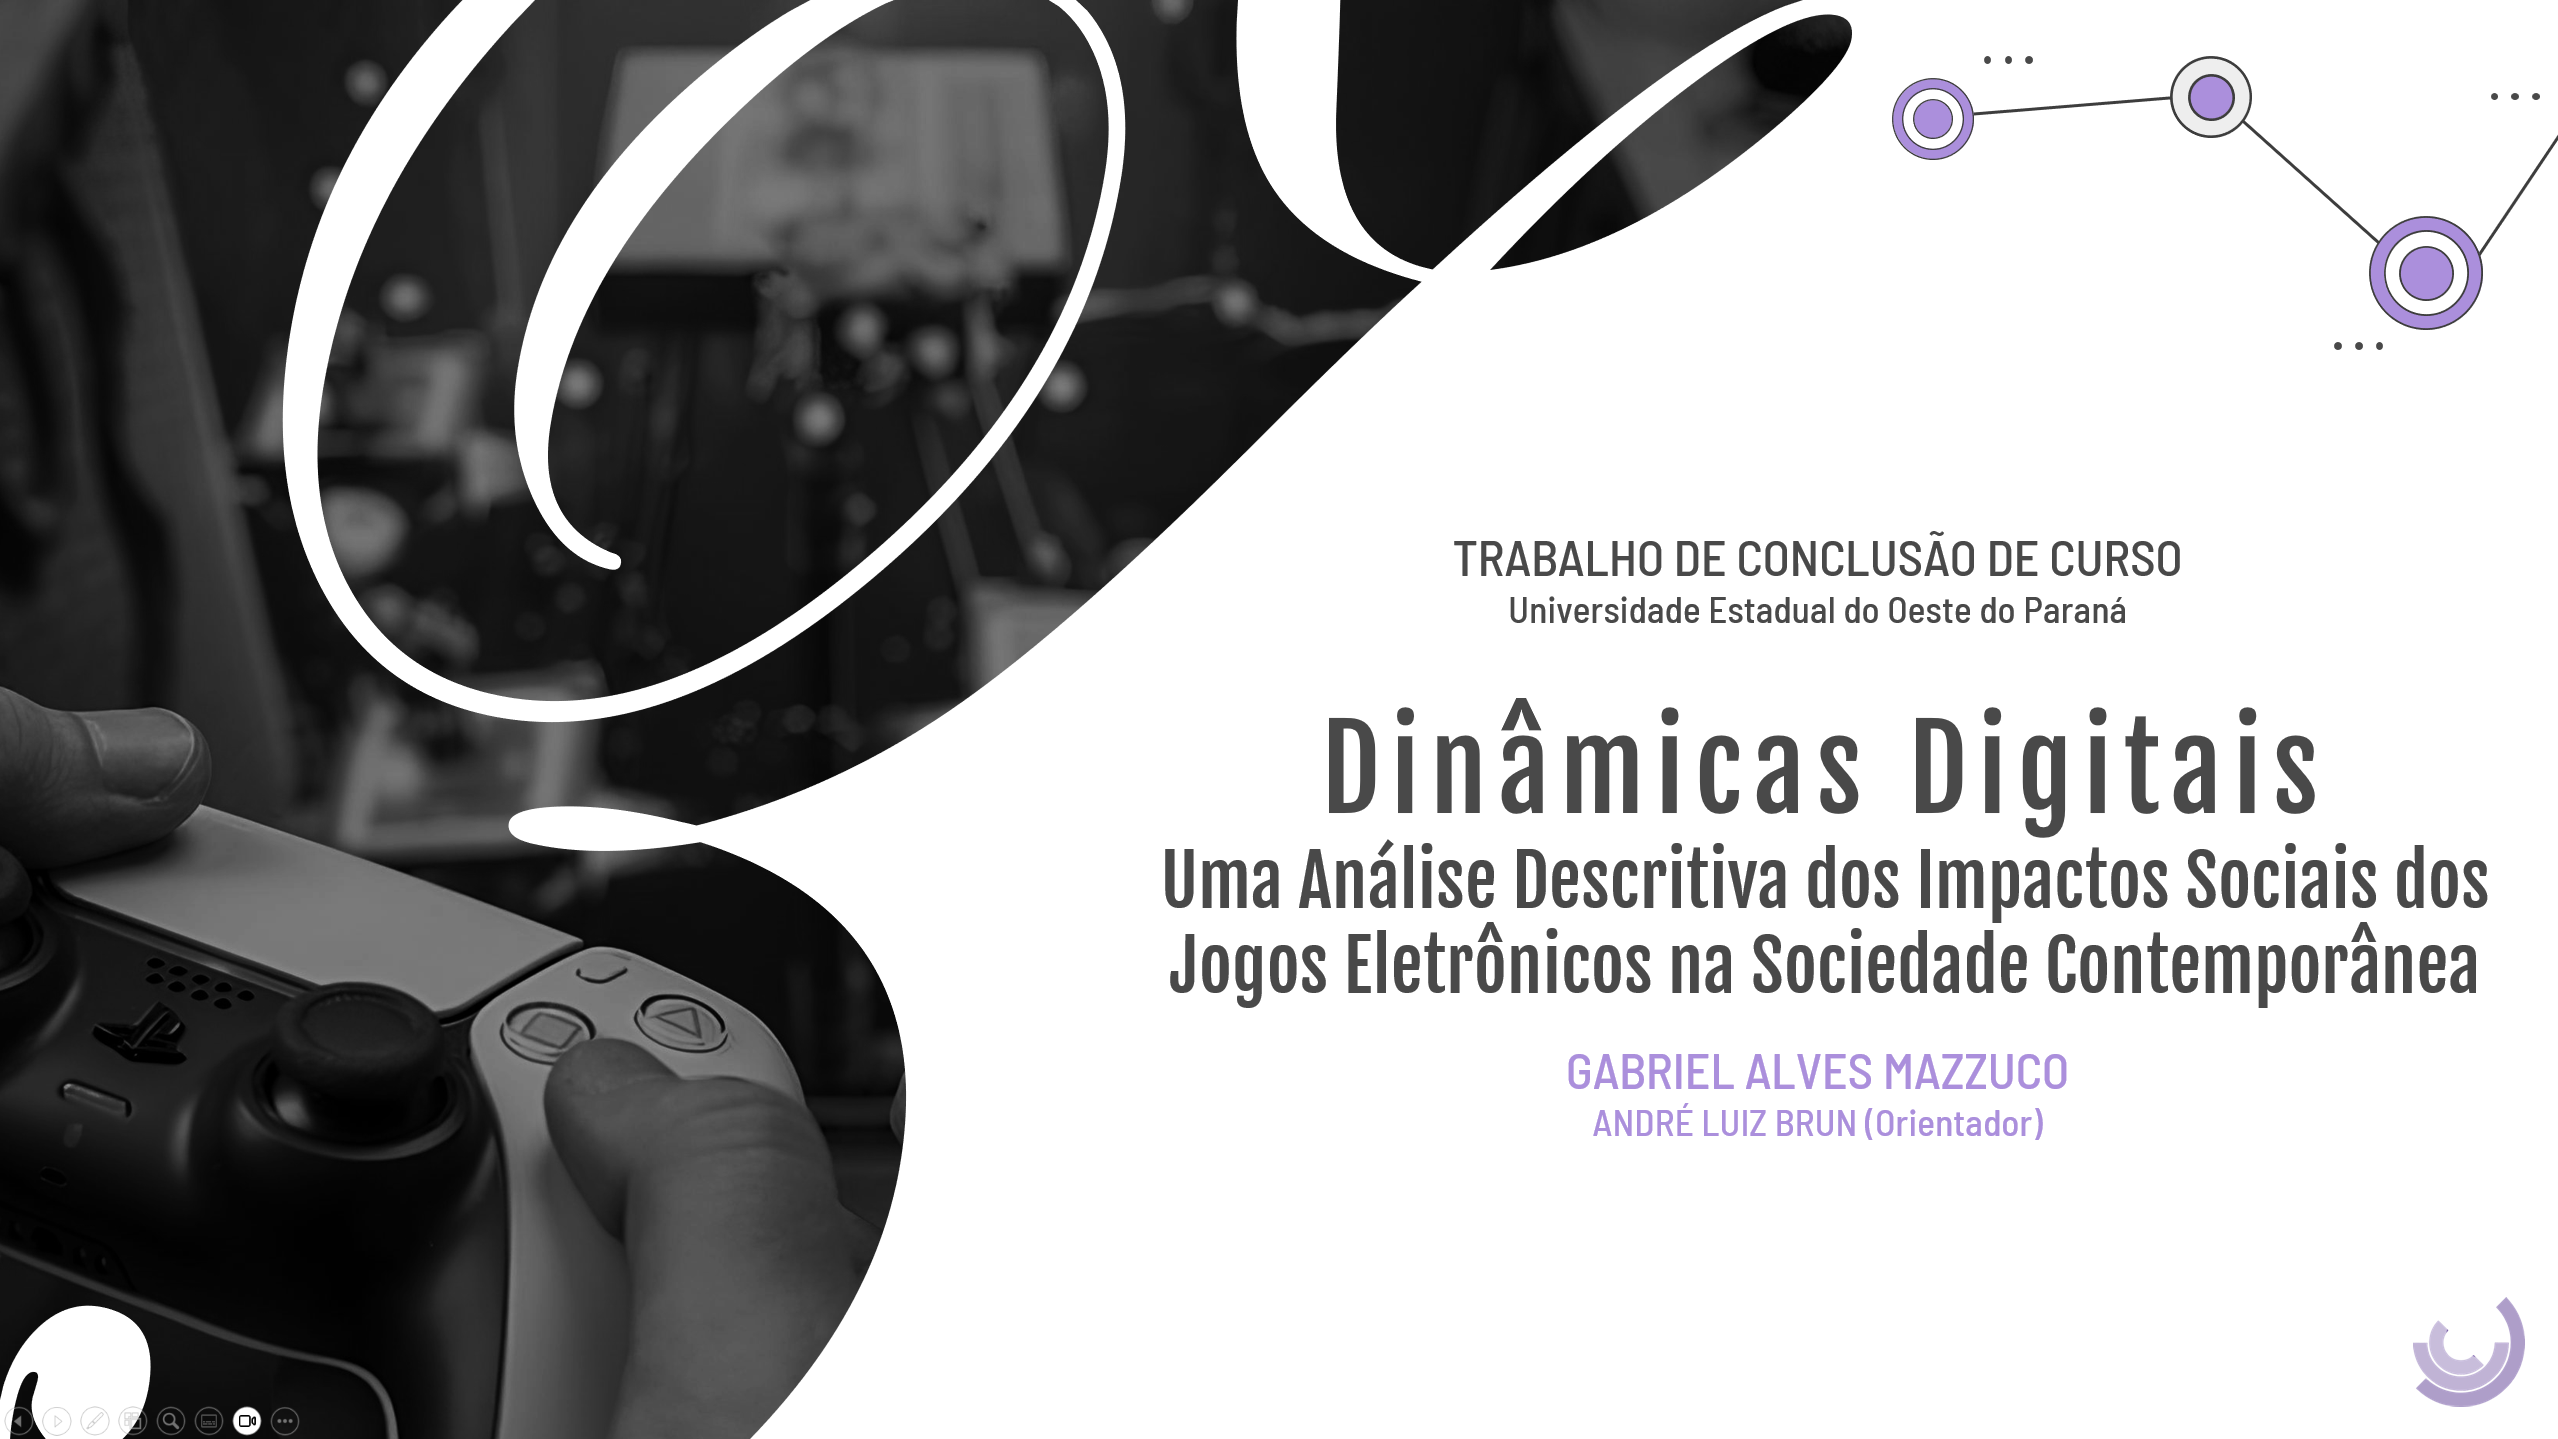 TRABALHO DE CONCLUSÃO DE CURSO
Universidade Estadual do Oeste do Paraná
Dinâmicas Digitais
Uma Análise Descritiva dos Impactos Sociais dos
Jogos Eletrônicos na Sociedade Contemporânea
GABRIEL ALVES MAZZUCO
ANDRÉ LUIZ BRUN (Orientador)